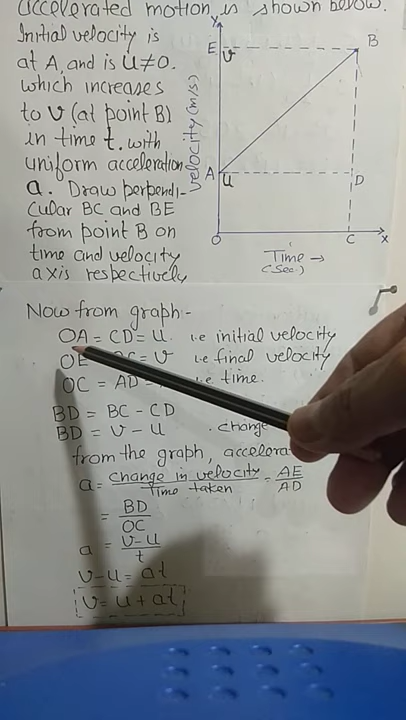 accelerated motion is shown below.
Initial velocity is
at A, and is U≠0.
which increases
to v (at point B)
in time t. with
uniform acceleration
a. Draw perpendi-
cular BC and BE
from point B on
time and velocity
axis respectively
Y
E
v
B
velocity (m/s)
A
U
D
O
C
X
Time →
(Sec.)
Now from graph:-
OA = CD = U. i.e initial velocity
OE = = v i.e final velocity
OC = AD = i.e. time.
BD = BC - CD
BD = v - u . change
from the graph,
a = Change in velocity / Time taken = AE / AD
= BD / OC
a = v-u / t
v-u = at
v = u + at